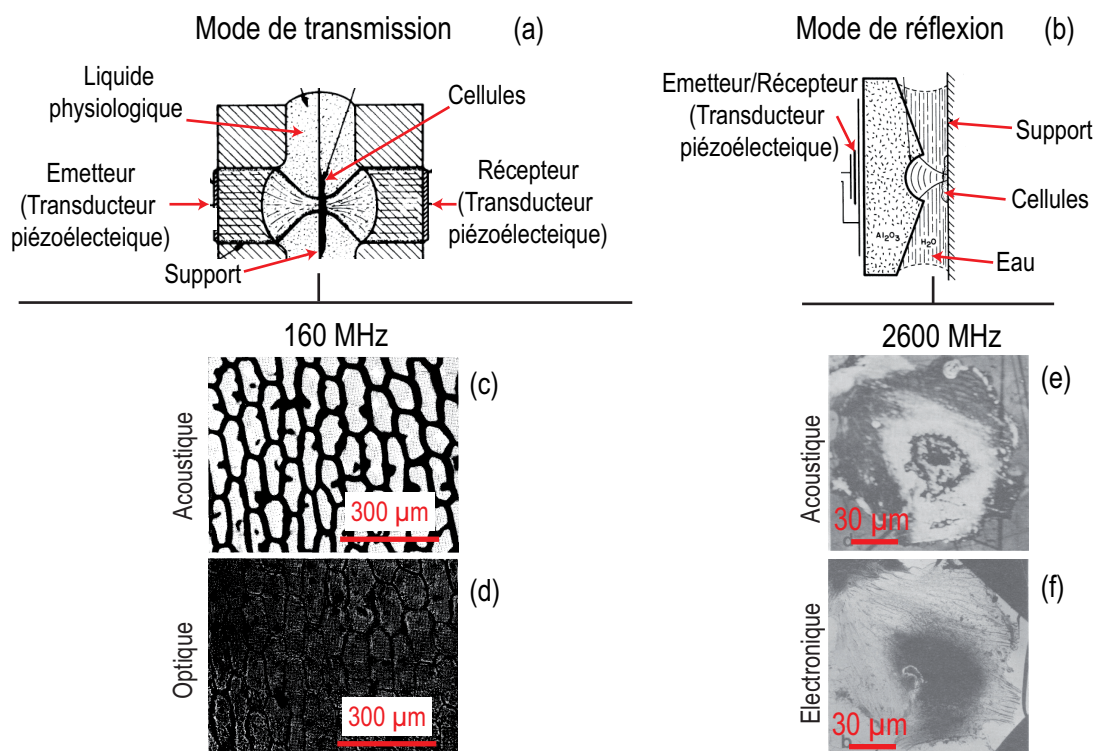 Mode de transmission (a)
Liquide
physiologique
Cellules
Emetteur
(Transducteur
piézoélecteique)
Récepteur
(Transducteur
piézoélecteique)
Support
Mode de réflexion (b)
Emetteur/Récepteur
(Transducteur
piézoélecteique)
Support
Cellules
Eau
Al2O3
H2O
160 MHz
Acoustique
(c)
300 µm
Optique
(d)
300 µm
2600 MHz
Acoustique
(e)
30 µm
d
Electronique
(f)
30 µm
b